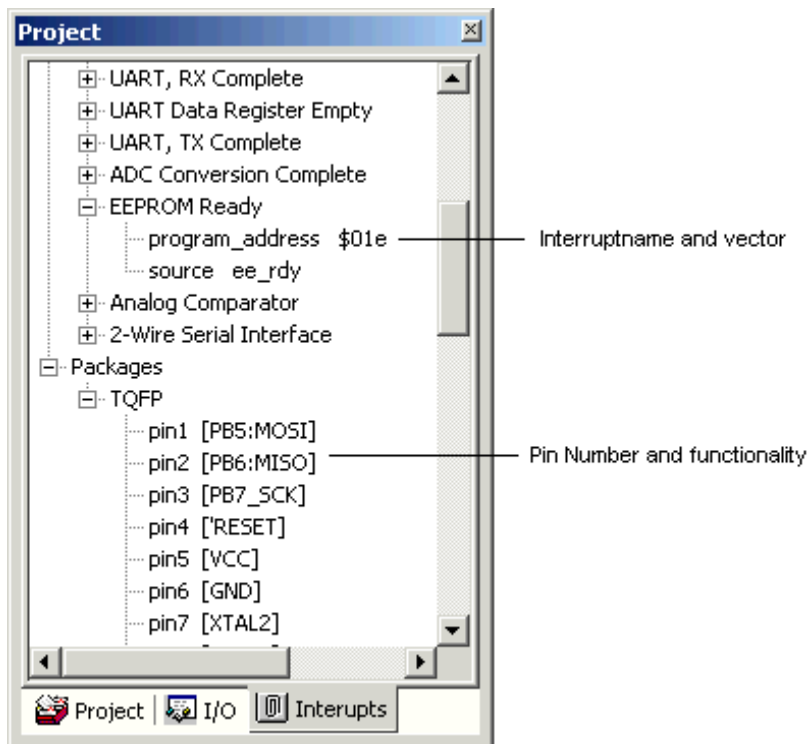 Project
UART, RX Complete
UART Data Register Empty
UART, TX Complete
ADC Conversion Complete
EEPROM Ready
program_address $01e
Interruptname and vector
source ee_rdy
Analog Comparator
2-Wire Serial Interface
Packages
TQFP
pin1 [PB5:MOSI]
pin2 [PB6:MISO]
Pin Number and functionality
pin3 [PB7_SCK]
pin4 ['RESET]
pin5 [VCC]
pin6 [GND]
pin7 [XTAL2]
Project I/O Interupts